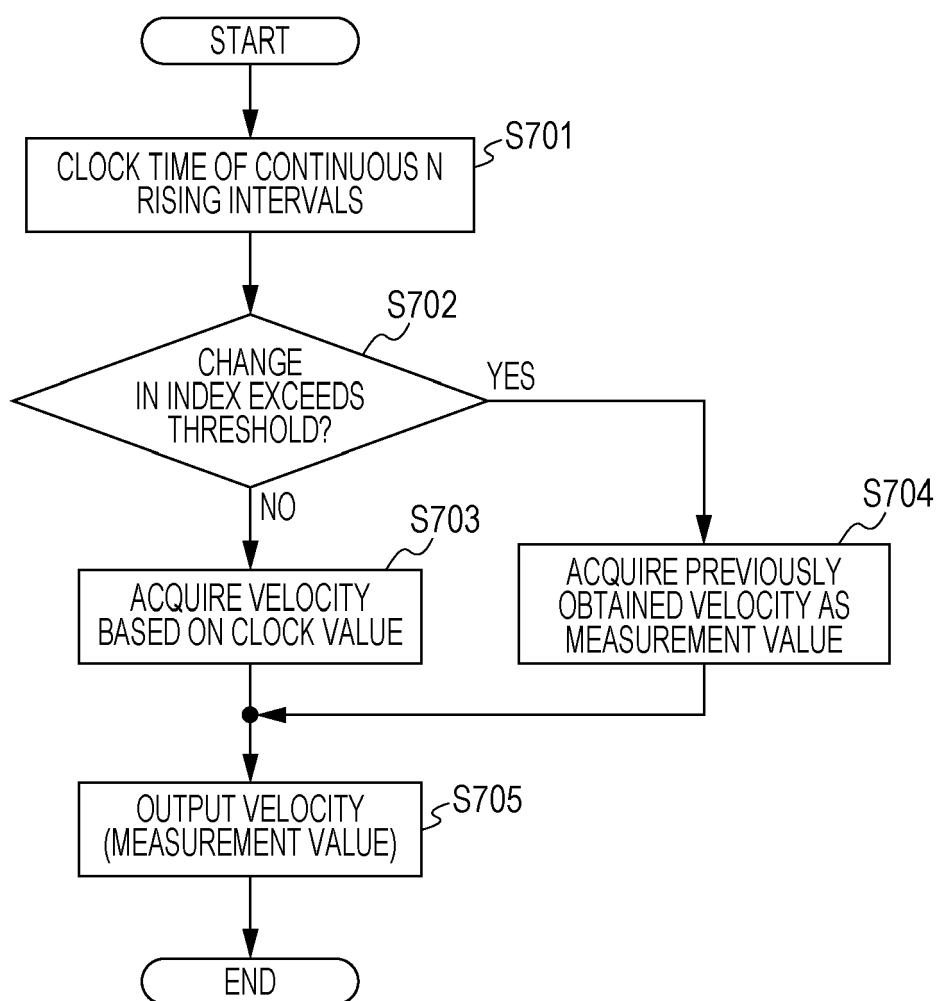 START
S701
CLOCK TIME OF CONTINUOUS N
RISING INTERVALS
S702
CHANGE
IN INDEX EXCEEDS
THRESHOLD?
YES
NO
S703
ACQUIRE VELOCITY
BASED ON CLOCK VALUE
S704
ACQUIRE PREVIOUSLY
OBTAINED VELOCITY AS
MEASUREMENT VALUE
S705
OUTPUT VELOCITY
(MEASUREMENT VALUE)
END